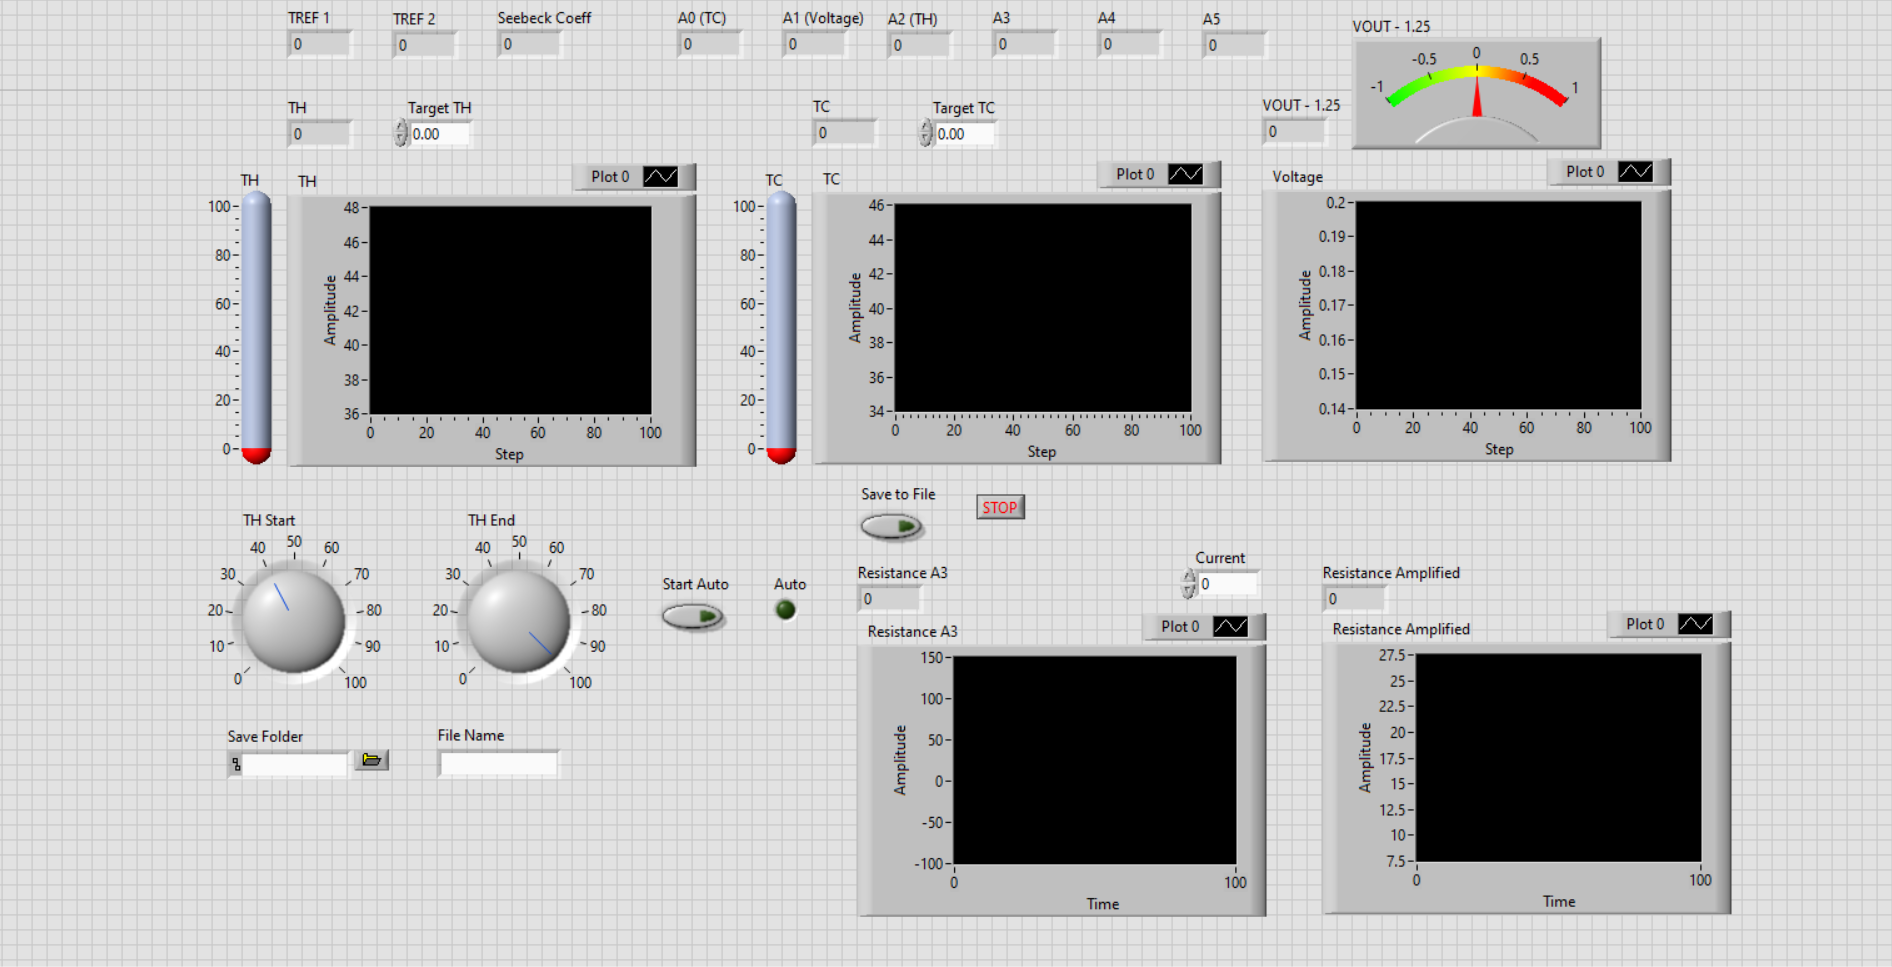 TREF 1 TREF 2 Seebeck Coeff A0 (TC) A1 (Voltage) A2 (TH) A3 A4 A5 VOUT - 1.25
0 0 0 0 0 0 0 0 0
-1 -0.5 0 0.5 1
TH Target TH TC Target TC VOUT - 1.25
0 0.00 0 0.00 0
TH TH Plot 0
100
80
60
40
20
0
48
46
44
42
40
38
36
Amplitude
0 20 40 60 80 100
Step
TC TC Plot 0
100
80
60
40
20
0
46
44
42
40
38
36
34
Amplitude
0 20 40 60 80 100
Step
Voltage Plot 0
0.2
0.19
0.18
0.17
0.16
0.15
0.14
Amplitude
0 20 40 60 80 100
Step
Save to File STOP
TH Start
0 10 20 30 40 50 60 70 80 90 100
TH End
0 10 20 30 40 50 60 70 80 90 100
Start Auto Auto
Save Folder File Name
Resistance A3 Current
0 0
Resistance A3 Plot 0
150
100
50
0
-50
-100
Amplitude
0 100
Time
Resistance Amplified
0
Resistance Amplified Plot 0
27.5
25
22.5
20
17.5
15
12.5
10
7.5
Amplitude
0 100
Time